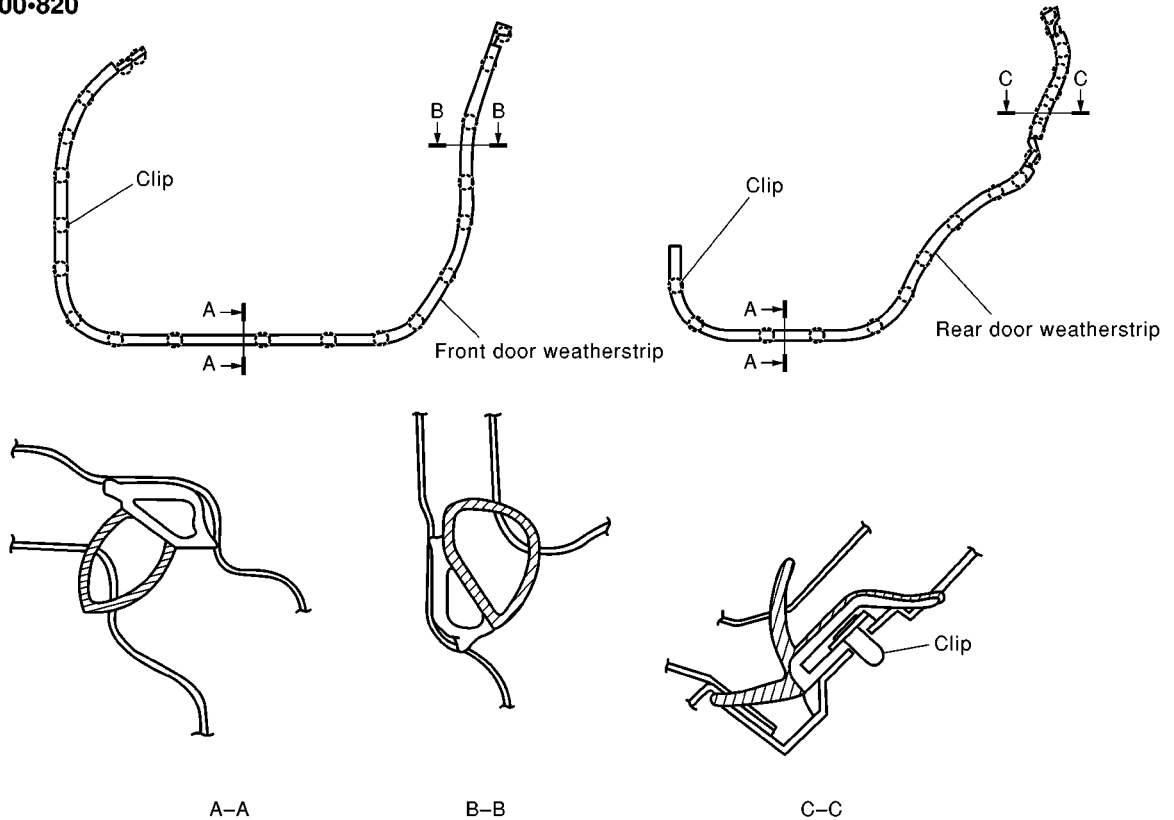 00•820
C C
B B
Clip
Clip
A
A
Front door weatherstrip
A
A
Rear door weatherstrip
Clip
A–A
B–B
C–C